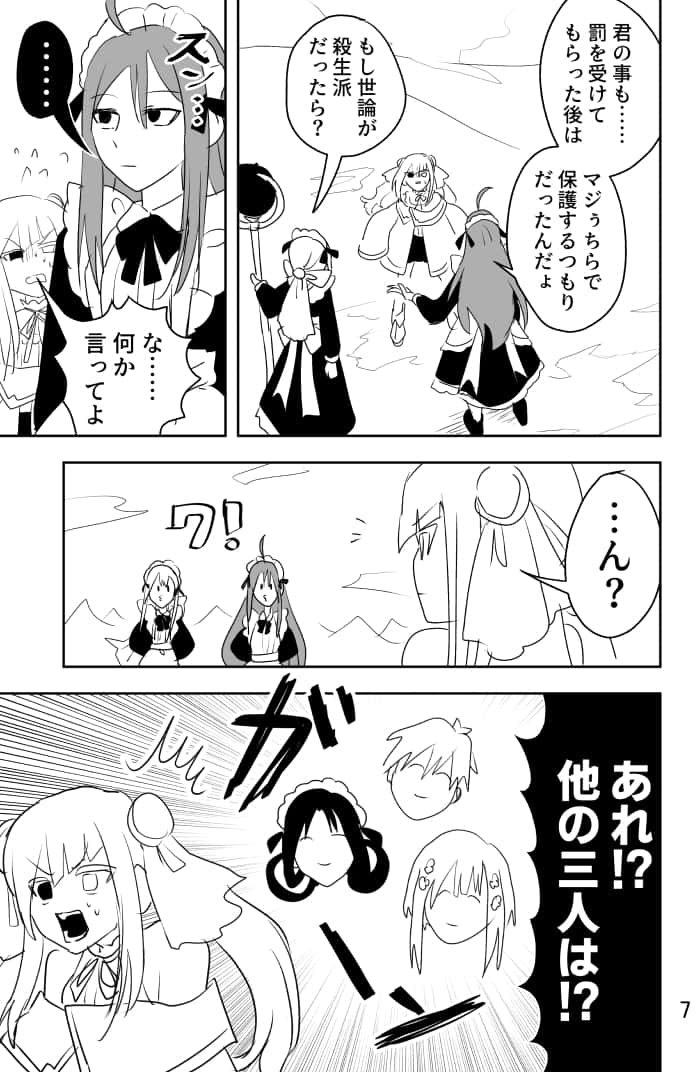 君の事も……
罰を受けて
もらった後は
マジぅちらで
保護するつもり
だったんだょ
もし世論が
殺生派
だったら？
スン…
………
な……
何か
言ってよ
…ん？
ワ！
あれ!?
他の三人は!?
ガーン
7